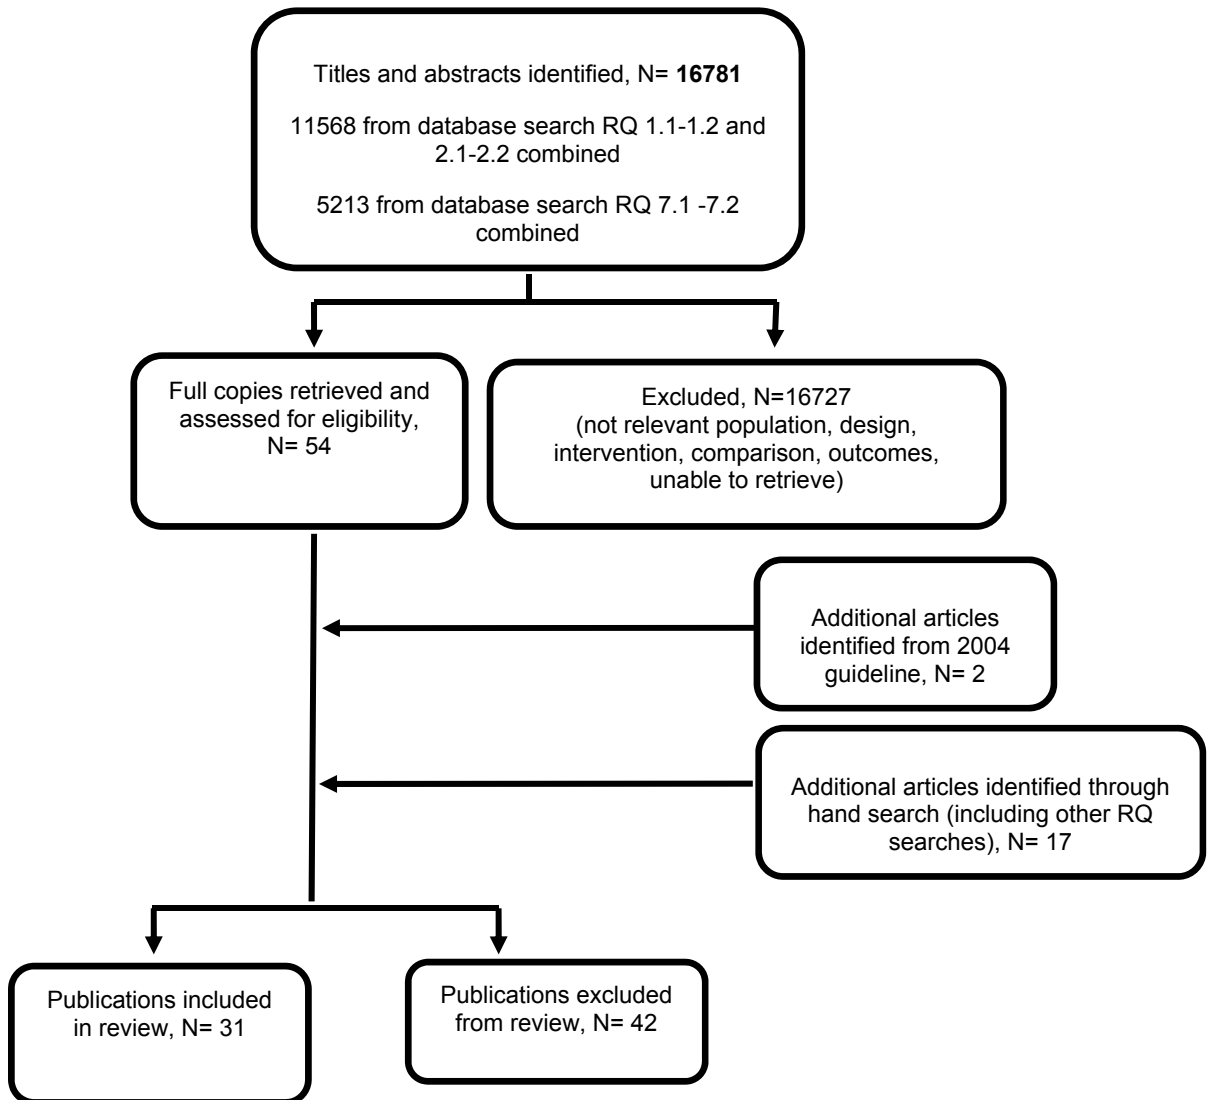 Titles and abstracts identified, N= 16781
11568 from database search RQ 1.1-1.2 and
2.1-2.2 combined
5213 from database search RQ 7.1 -7.2
combined
Full copies retrieved and
assessed for eligibility,
N= 54
Excluded, N=16727
(not relevant population, design,
intervention, comparison, outcomes,
unable to retrieve)
Additional articles
identified from 2004
guideline, N= 2
Additional articles identified through
hand search (including other RQ
searches), N= 17
Publications included
in review, N= 31
Publications excluded
from review, N= 42